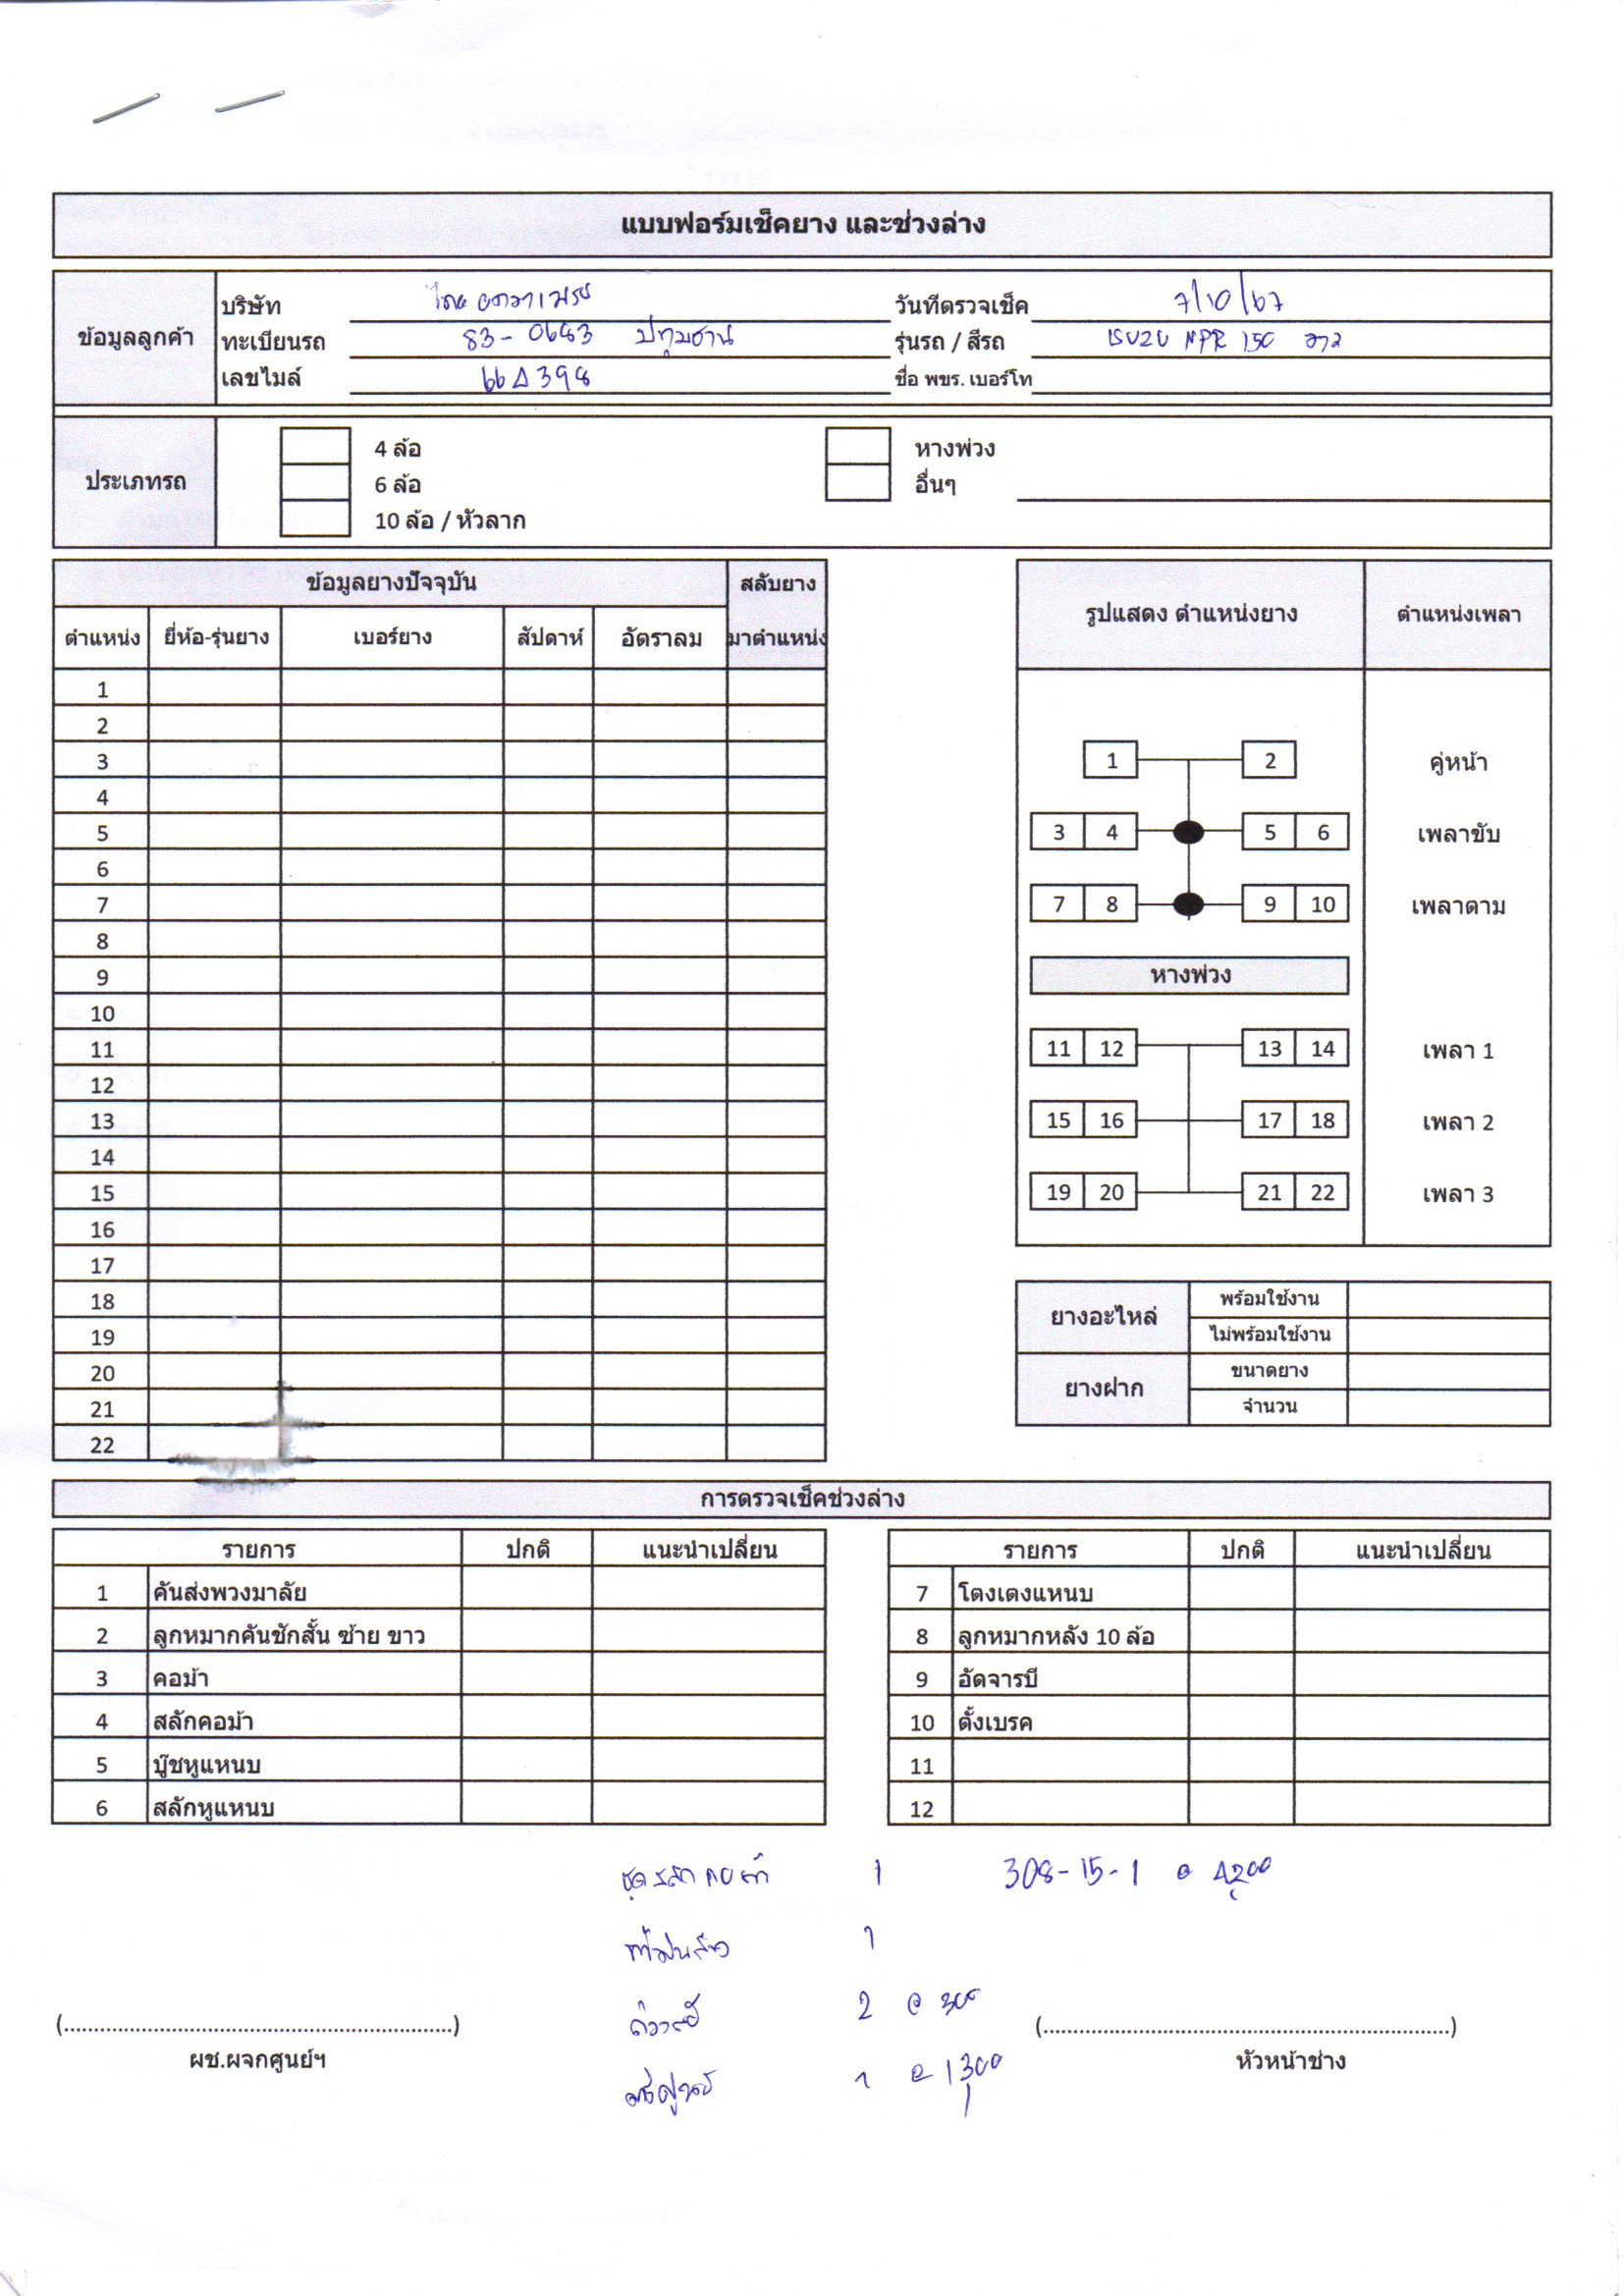 แบบฟอร์มเช็คยาง และช่วงล่าง
ข้อมูลลูกค้า
บริษัท ไทย
วันที่ตรวจเช็ค 7/10/67
ทะเบียนรถ 83-0683 ปทุมธานี
รุ่นรถ / สีรถ ISUZU NPR 150 ขาว
เลขไมล์ 664398
ชื่อ พขร. เบอร์โท
ประเภทรถ
4 ล้อ
6 ล้อ
10 ล้อ / หัวลาก
หางพ่วง
อื่นๆ
ข้อมูลยางปัจจุบัน สลับยาง
ตำแหน่ง ยี่ห้อ-รุ่นยาง เบอร์ยาง สัปดาห์ อัตราลม มาตำแหน่ง
1
2
3
4
5
6
7
8
9
10
11
12
13
14
15
16
17
18
19
20
21
22
รูปแสดง ตำแหน่งยาง ตำแหน่งเพลา
1 2 คู่หน้า
3 4 5 6 เพลาขับ
7 8 9 10 เพลาตาม
หางพ่วง
11 12 13 14 เพลา 1
15 16 17 18 เพลา 2
19 20 21 22 เพลา 3
ยางอะไหล่
พร้อมใช้งาน
ไม่พร้อมใช้งาน
ยางฝาก
ขนาดยาง
จำนวน
การตรวจเช็คช่วงล่าง
รายการ ปกติ แนะนำเปลี่ยน
1 คันส่งพวงมาลัย
2 ลูกหมากคันชักสั้น ซ้าย ขาว
3 คอม้า
4 สลักคอม้า
5 บู๊ชหูแหนบ
6 สลักหูแหนบ
รายการ ปกติ แนะนำเปลี่ยน
7 โตงเตงแหนบ
8 ลูกหมากหลัง 10 ล้อ
9 อัดจารบี
10 ตั้งเบรค
11
12
ชุดสลักคอม้า 1 308-15-1 @ 4200
1
2 @ 300
1 @ 1300
(....................................................................)
ผช.ผจกศูนย์ฯ
(.......................................................................)
หัวหน้าช่าง